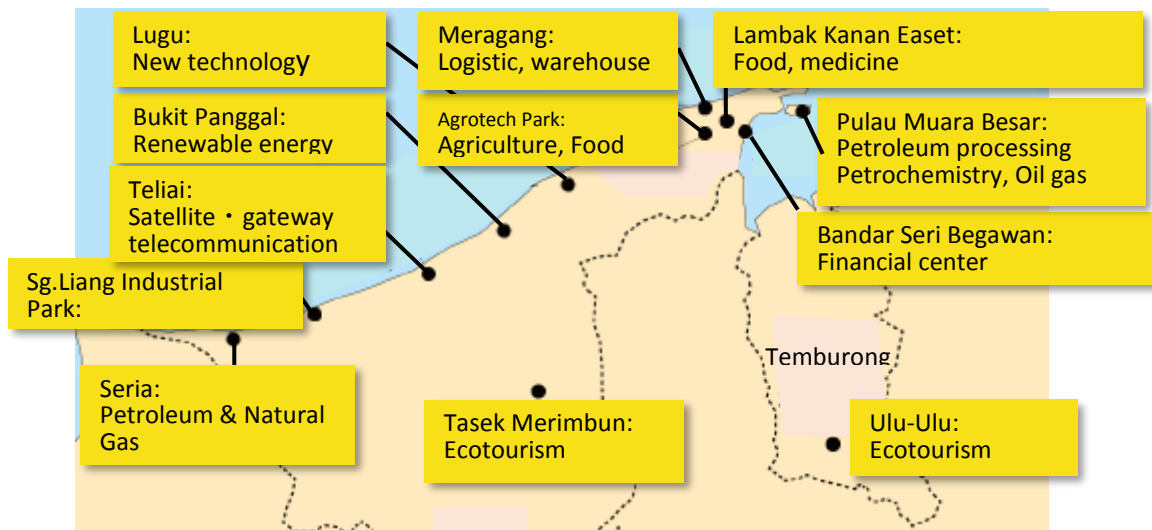 Lugu:
New technology
Meragang:
Logistic, warehouse
Lambak Kanan Easet:
Food, medicine
Bukit Panggal:
Renewable energy
Agrotech Park:
Agriculture, Food
Pulau Muara Besar:
Petroleum processing
Petrochemistry, Oil gas
Teliai:
Satellite・gateway
telecommunication
Bandar Seri Begawan:
Financial center
Sg.Liang Industrial
Park:
Temburong
Seria:
Petroleum & Natural
Gas
Tasek Merimbun:
Ecotourism
Ulu-Ulu:
Ecotourism